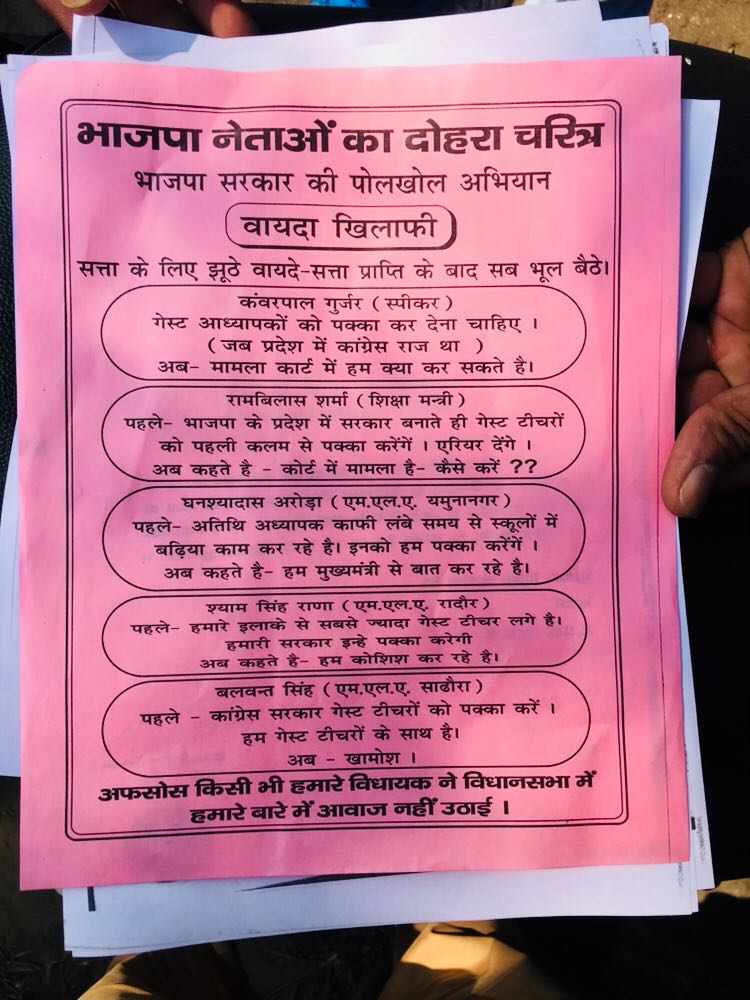 भाजपा नेताओं का दोहरा चरित्र
भाजपा सरकार की पोलखोल अभियान
वायदा खिलाफी
सत्ता के लिए झूठे वायदे-सत्ता प्राप्ति के बाद सब भूल बैठे।
कंवरपाल गुर्जर (स्पीकर)
गेस्ट आध्यापकों को पक्का कर देना चाहिए ।
(जब प्रदेश में कांग्रेस राज था )
अब- मामला कार्ट में हम क्या कर सकते है।
रामबिलास शर्मा (शिक्षा मन्त्री)
पहले- भाजपा के प्रदेश में सरकार बनाते ही गेस्ट टीचरों
को पहली कलम से पक्का करेंगें । एरियर देंगे ।
अब कहते है - कोर्ट में मामला है- कैसे करें ??
घनश्यादास अरोड़ा (एम.एल.ए. यमुनानगर)
पहले- अतिथि अध्यापक काफी लंबे समय से स्कूलों में
बढ़िया काम कर रहे है। इनको हम पक्का करेंगें ।
अब कहते है- हम मुख्यमंत्री से बात कर रहे है।
श्याम सिंह राणा (एम.एल.ए. रादौर)
पहले- हमारे इलाके से सबसे ज्यादा गेस्ट टीचर लगे है।
हमारी सरकार इन्हे पक्का करेगी
अब कहते है- हम कोशिश कर रहे है।
बलवन्त सिंह (एम.एल.ए. साढौरा)
पहले - कांग्रेस सरकार गेस्ट टीचरों को पक्का करें ।
हम गेस्ट टीचरों के साथ है।
अब - खामोश ।
अफसोस किसी भी हमारे विधायक ने विधानसभा में
हमारे बारे में आवाज नहीं उठाई ।